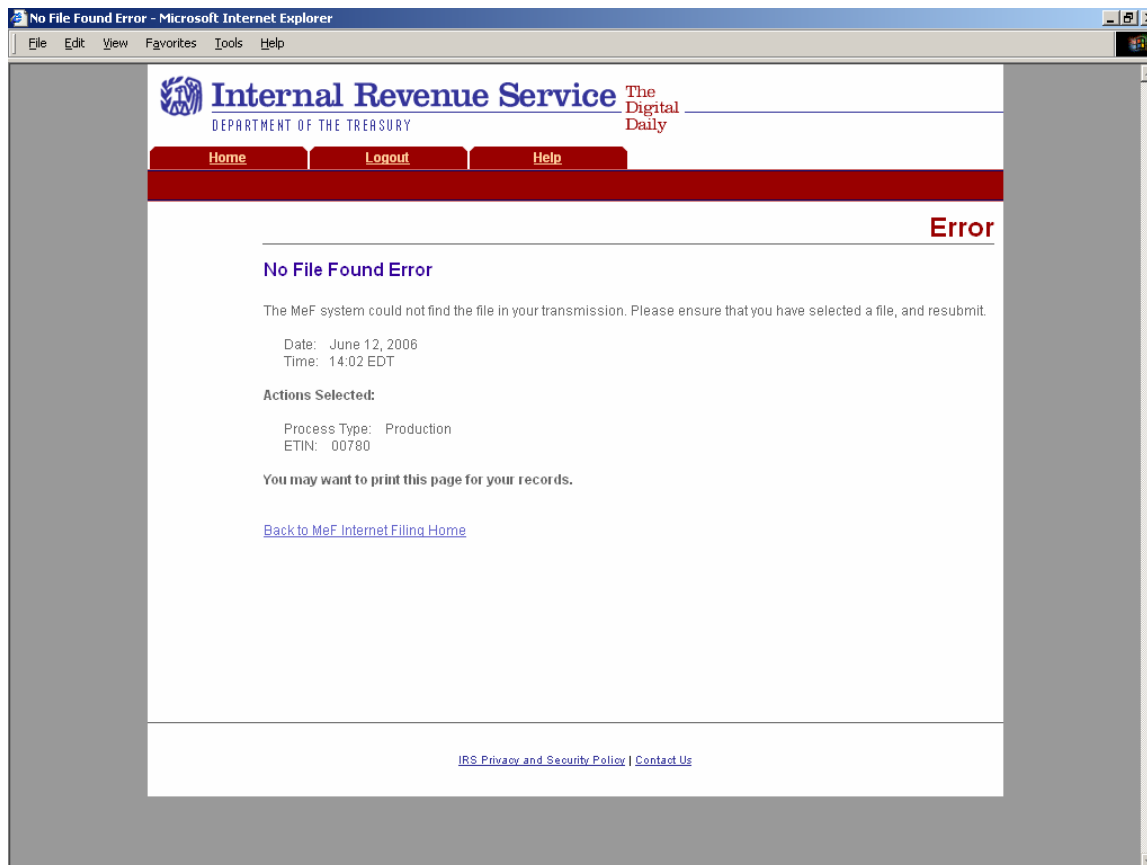 No File Found Error - Microsoft Internet Explorer
File Edit View Favorites Tools Help
Internal Revenue Service
DEPARTMENT OF THE TREASURY
The
Digital
Daily
Home Logout Help
Error
No File Found Error
The MeF system could not find the file in your transmission. Please ensure that you have selected a file, and resubmit.
Date: June 12, 2006
Time: 14:02 EDT
Actions Selected:
Process Type: Production
ETIN: 00780
You may want to print this page for your records.
Back to MeF Internet Filing Home
IRS Privacy and Security Policy | Contact Us